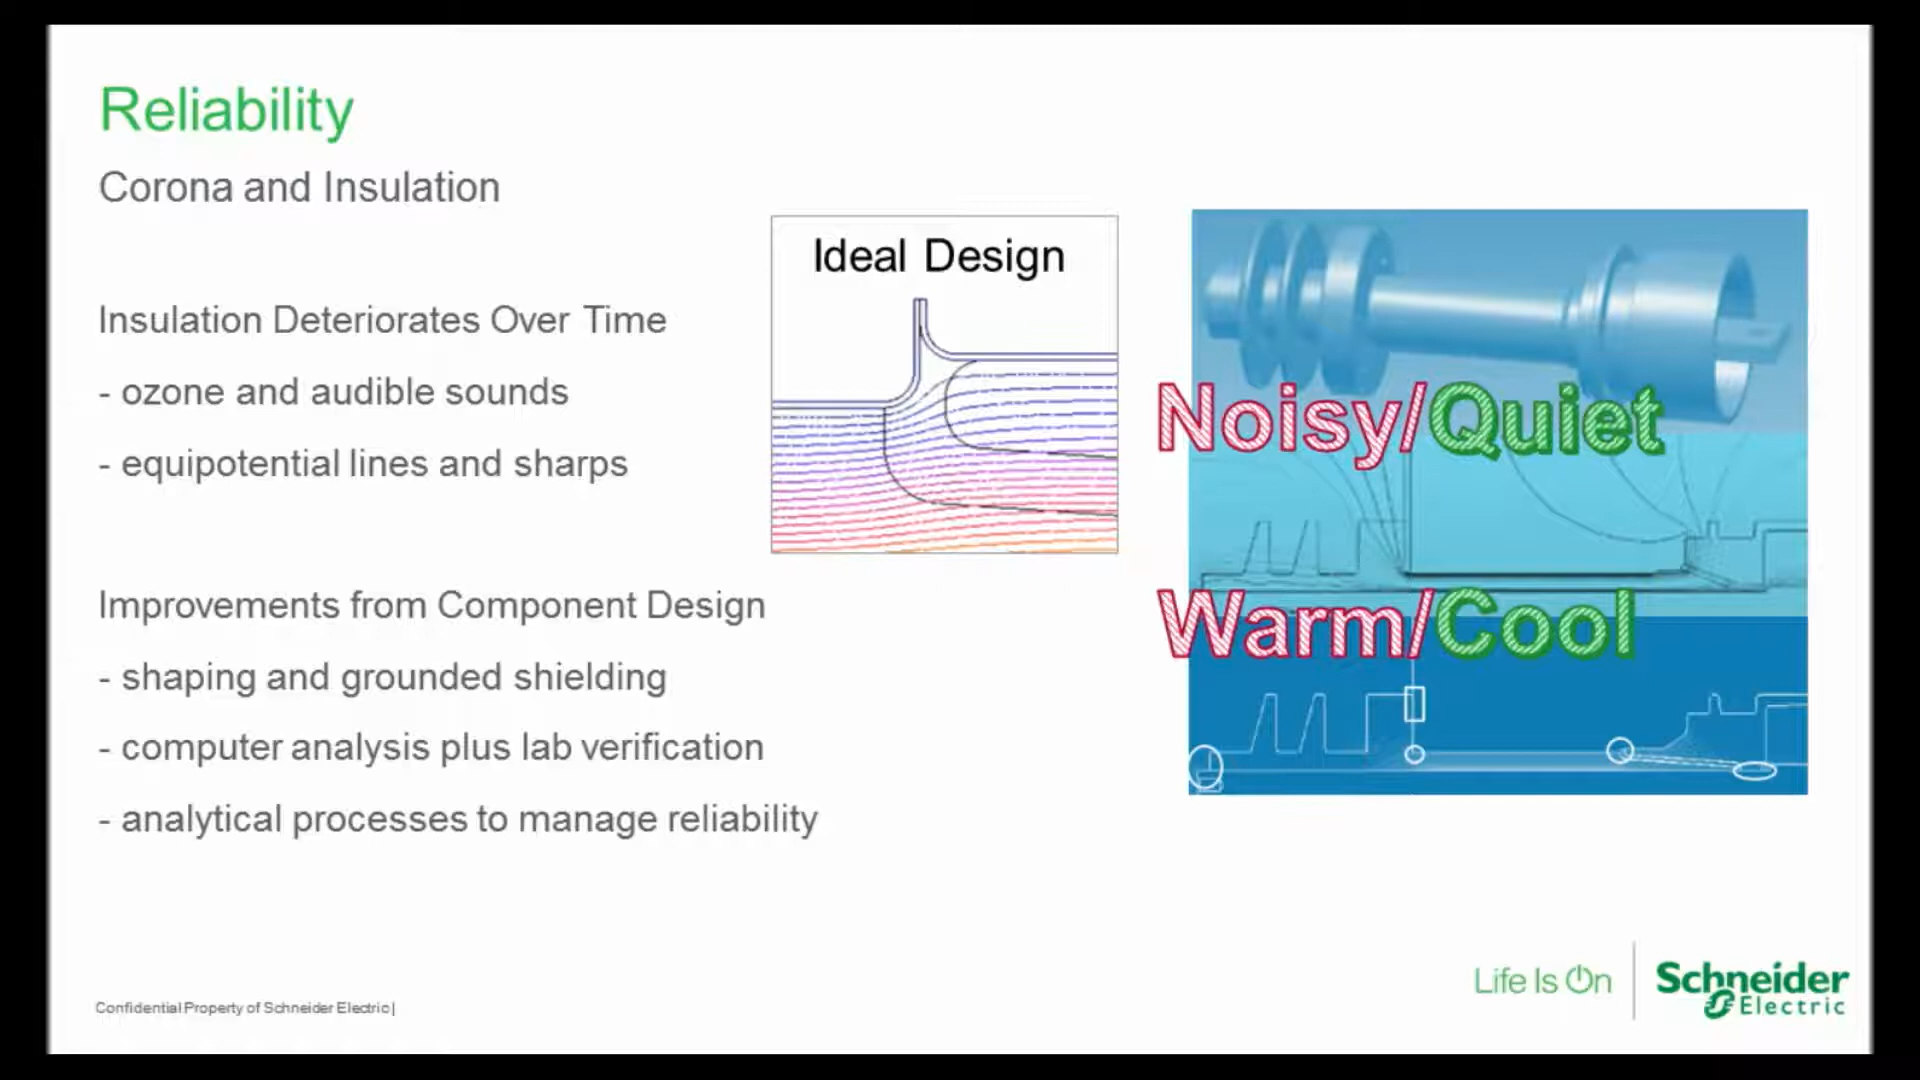 Reliability
Corona and Insulation
Insulation Deteriorates Over Time
- ozone and audible sounds
- equipotential lines and sharps
Improvements from Component Design
- shaping and grounded shielding
- computer analysis plus lab verification
- analytical processes to manage reliability
Ideal Design
Noisy/Quiet
Warm/Cool
Confidential Property of Schneider Electric |
Life Is On
Schneider
Electric